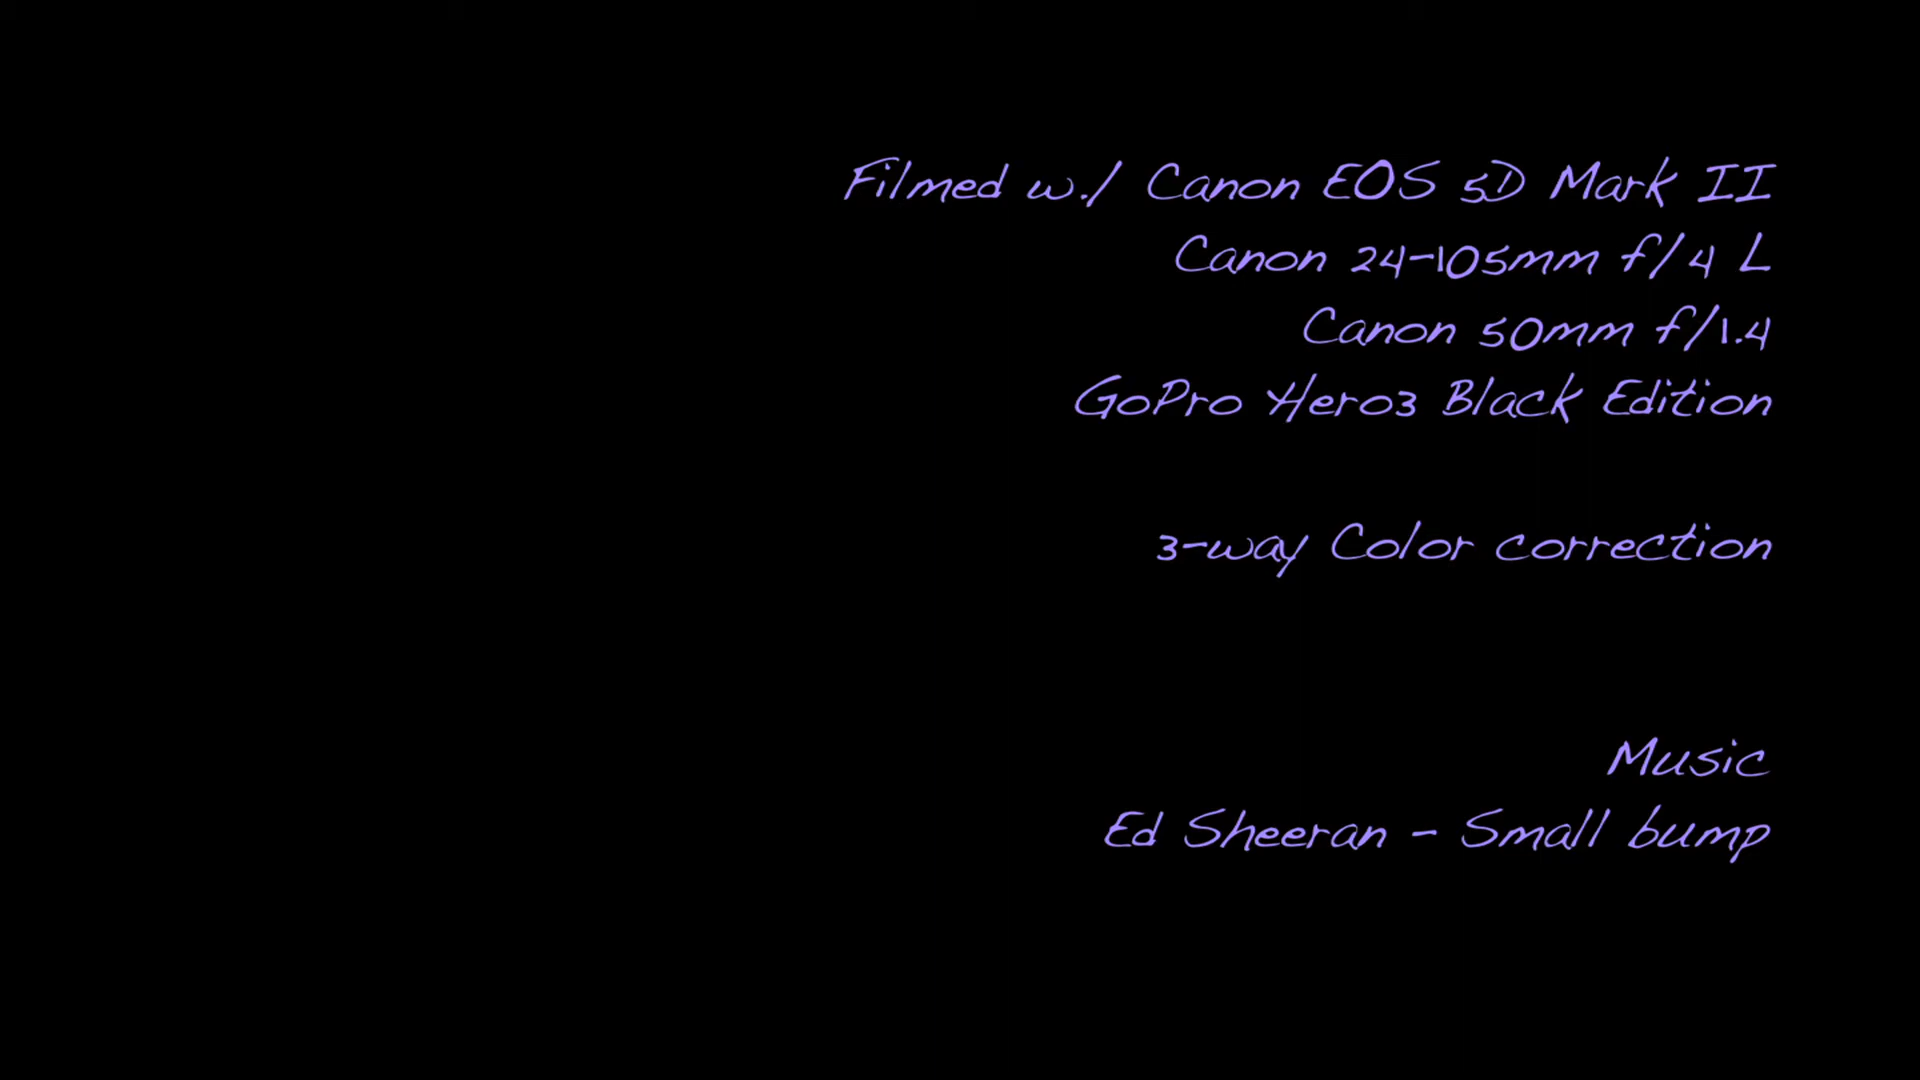 Filmed w./ Canon EOS 5D Mark II
Canon 24-105mm f/4 L
Canon 50mm f/1.4
GoPro Hero3 Black Edition
3-way Color correction
Music
Ed Sheeran - Small bump